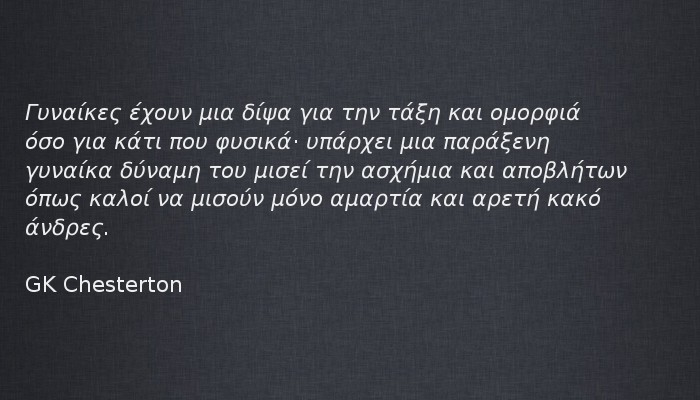 Γυναίκες έχουν μια δίψα για την τάξη και ομορφιά
όσο για κάτι που φυσικά· υπάρχει μια παράξενη
γυναίκα δύναμη του μισεί την ασχήμια και αποβλήτων
όπως καλοί να μισούν μόνο αμαρτία και αρετή κακό
άνδρες.
GK Chesterton